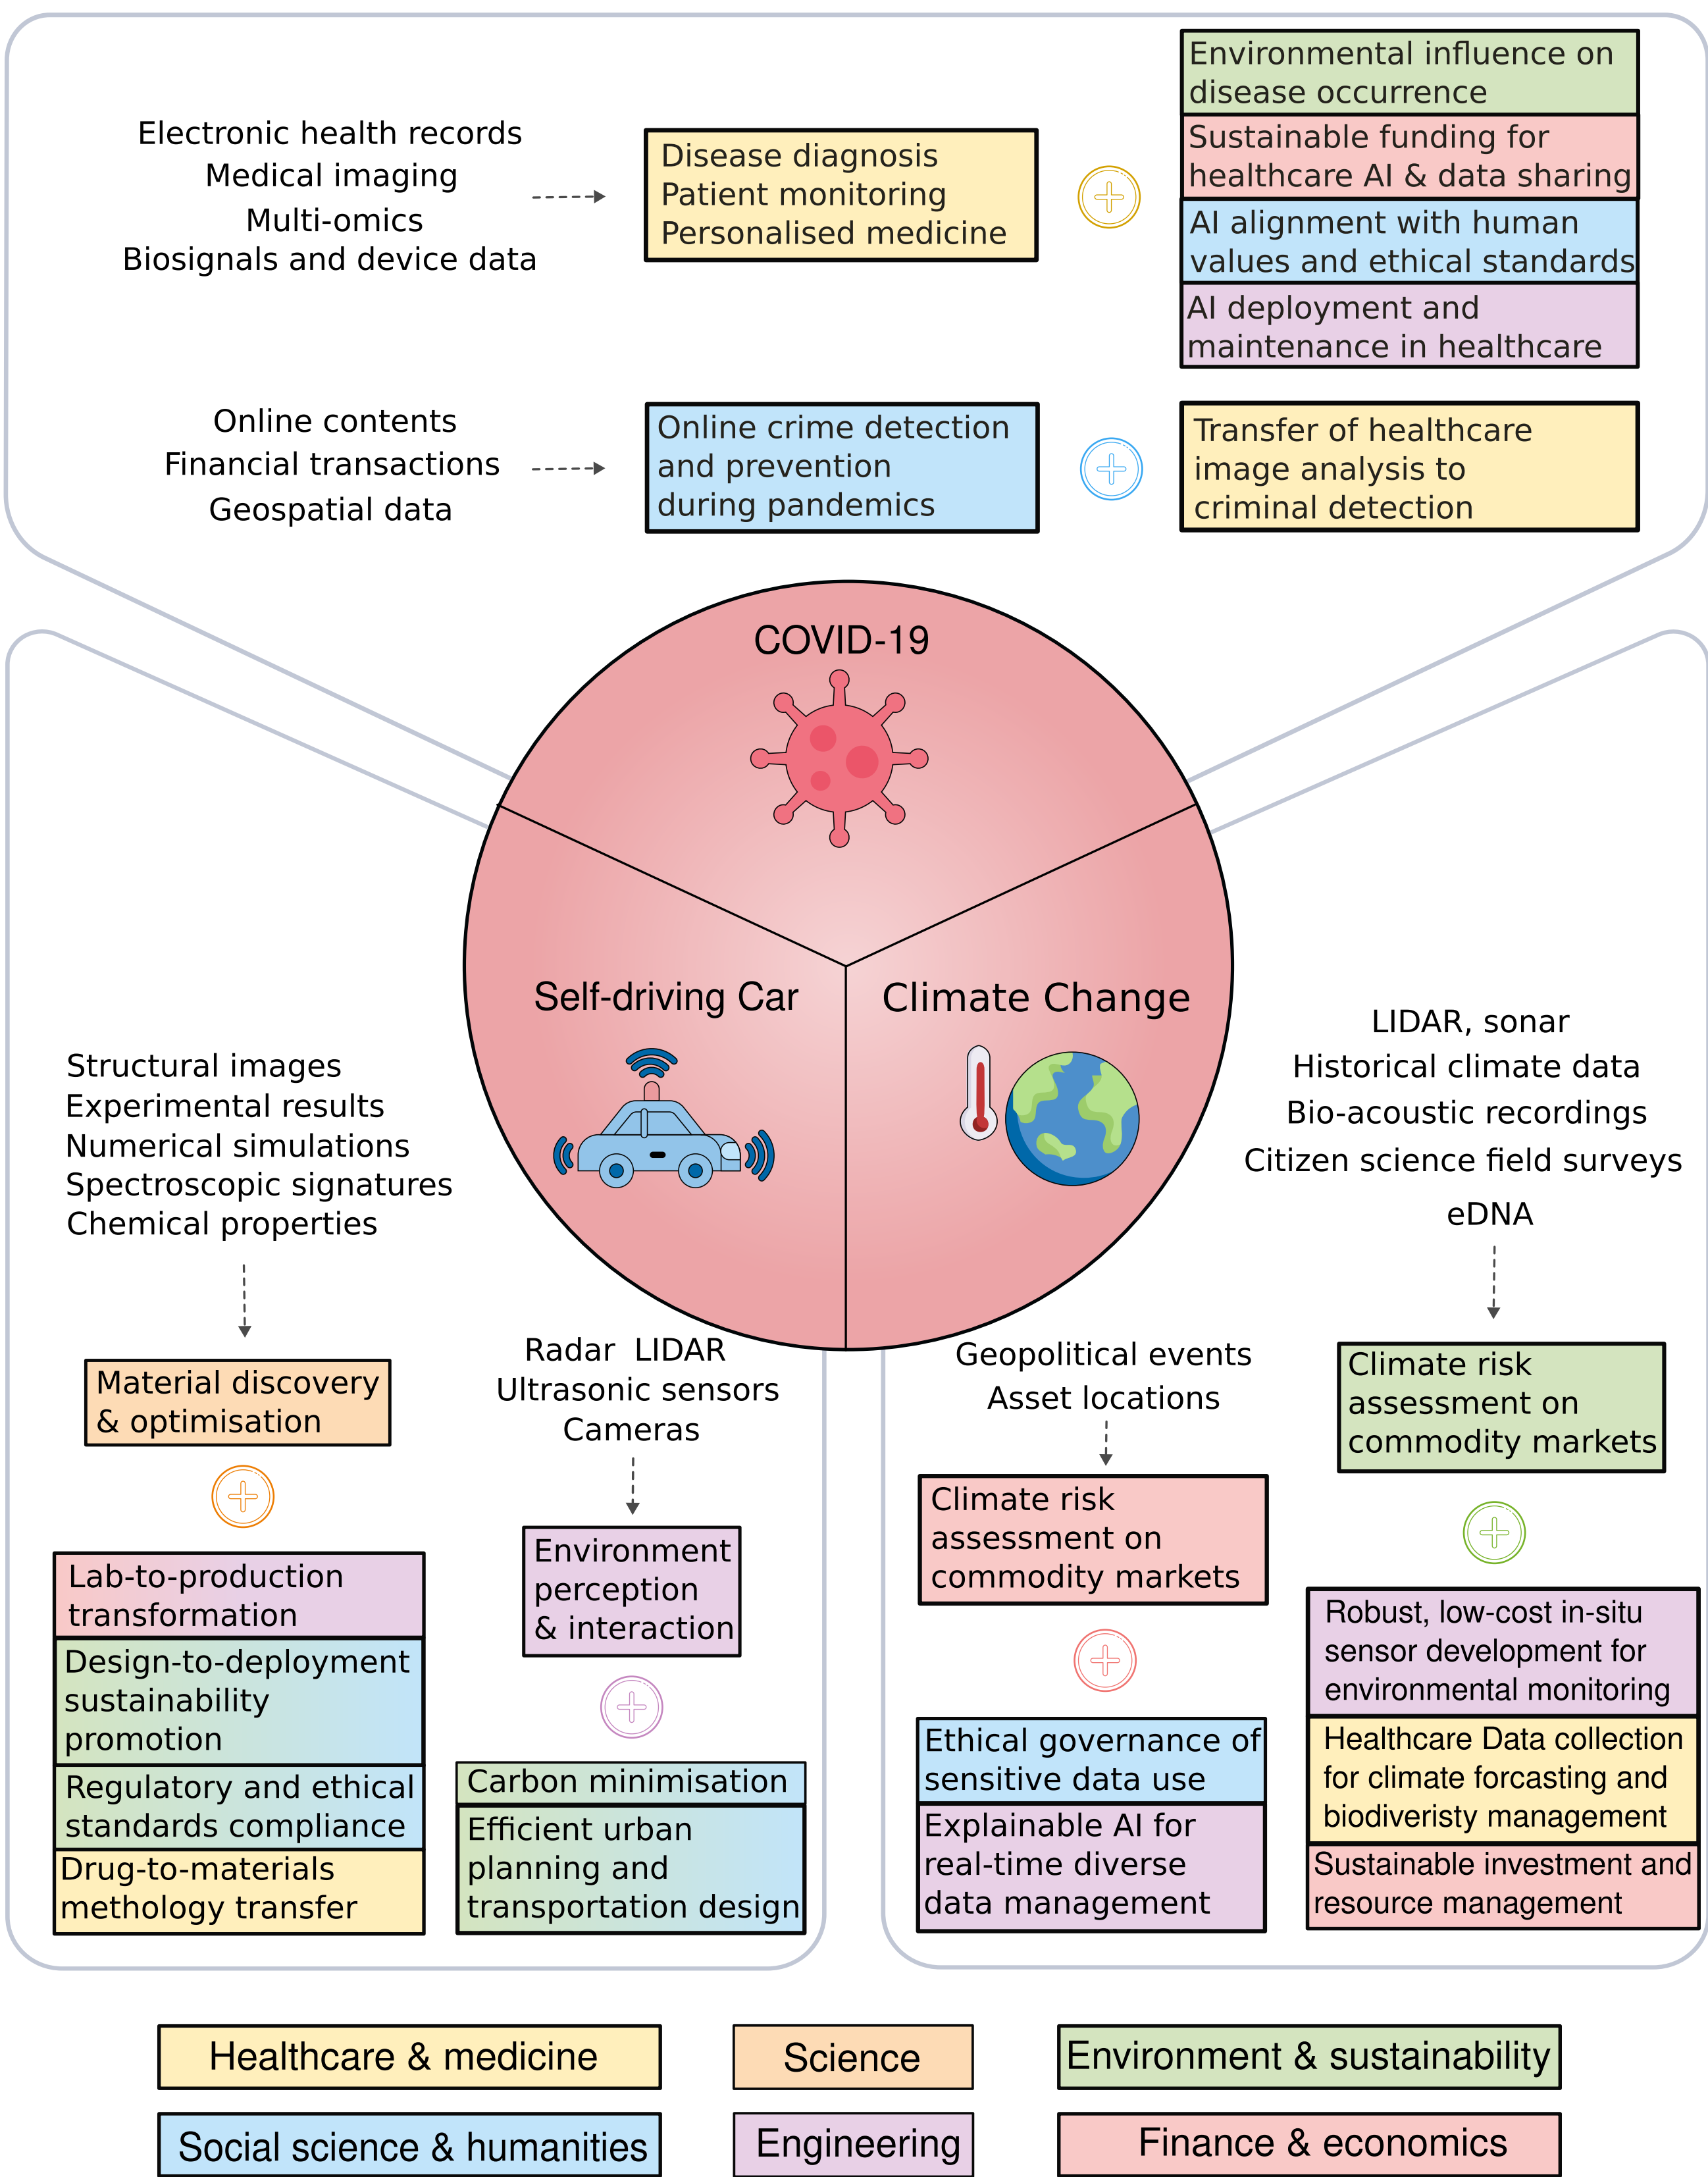 Electronic health records
Medical imaging
Multi-omics
Biosignals and device data
Disease diagnosis
Patient monitoring
Personalised medicine
Environmental influence on
disease occurrence
Sustainable funding for
healthcare AI & data sharing
AI alignment with human
values and ethical standards
AI deployment and
maintenance in healthcare
Online contents
Financial transactions
Geospatial data
Online crime detection
and prevention
during pandemics
Transfer of healthcare
image analysis to
criminal detection
COVID-19
Self-driving Car
Climate Change
Structural images
Experimental results
Numerical simulations
Spectroscopic signatures
Chemical properties
Material discovery
& optimisation
Lab-to-production
transformation
Design-to-deployment
sustainability
promotion
Regulatory and ethical
standards compliance
Drug-to-materials
methology transfer
Radar LIDAR
Ultrasonic sensors
Cameras
Environment
perception
& interaction
Carbon minimisation
Efficient urban
planning and
transportation design
Geopolitical events
Asset locations
Climate risk
assessment on
commodity markets
Ethical governance of
sensitive data use
Explainable AI for
real-time diverse
data management
LIDAR, sonar
Historical climate data
Bio-acoustic recordings
Citizen science field surveys
eDNA
Climate risk
assessment on
commodity markets
Robust, low-cost in-situ
sensor development for
environmental monitoring
Healthcare Data collection
for climate forcasting and
biodiveristy management
Sustainable investment and
resource management
Healthcare & medicine
Science
Environment & sustainability
Social science & humanities
Engineering
Finance & economics